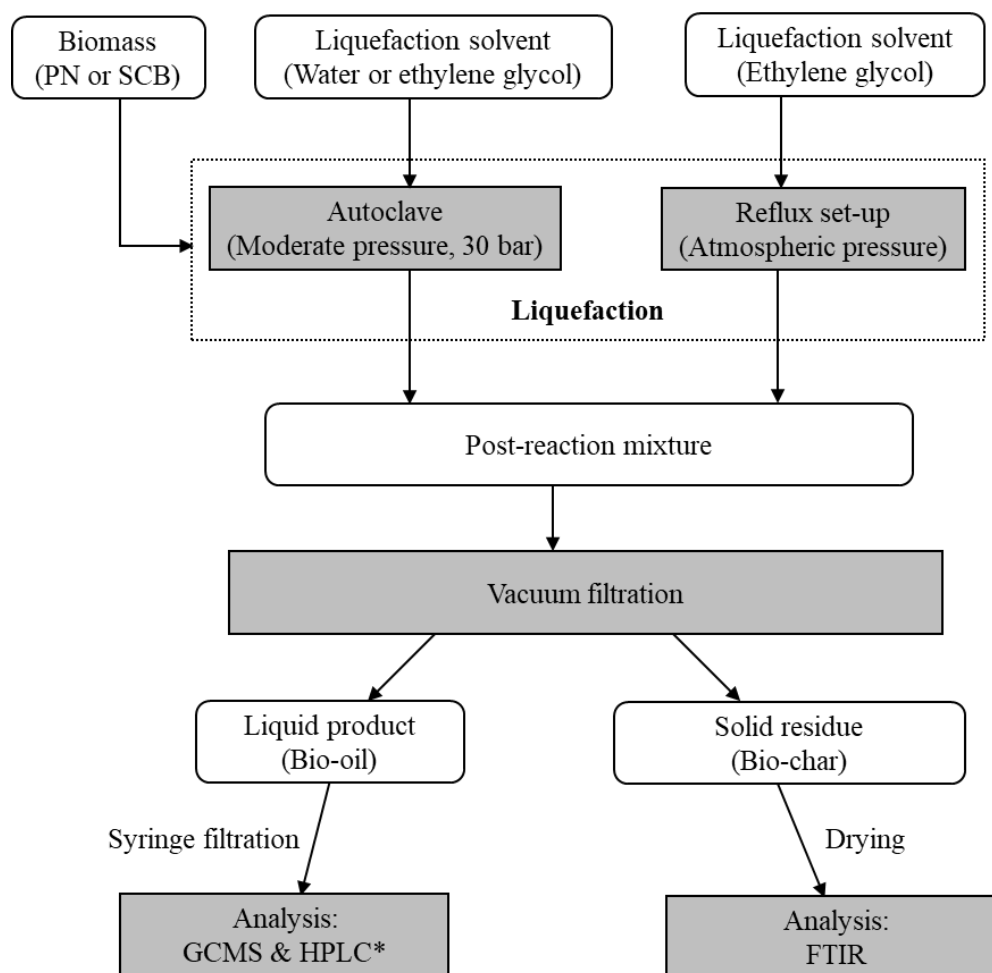 Biomass
(PN or SCB)
Liquefaction solvent
(Water or ethylene glycol)
Liquefaction solvent
(Ethylene glycol)
Autoclave
(Moderate pressure, 30 bar)
Reflux set-up
(Atmospheric pressure)
Liquefaction
Post-reaction mixture
Vacuum filtration
Liquid product
(Bio-oil)
Solid residue
(Bio-char)
Syringe filtration
Drying
Analysis:
GCMS & HPLC*
Analysis:
FTIR